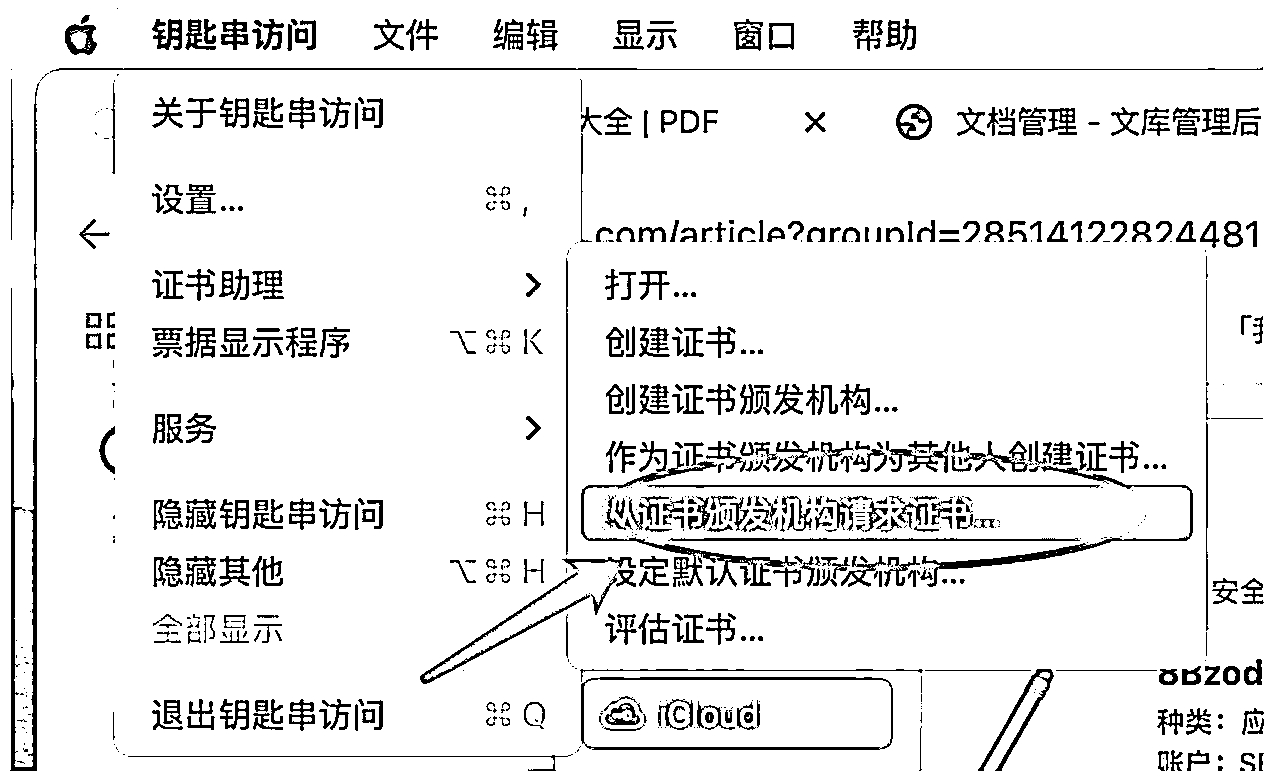 钥匙串访问 文件 编辑 显示 窗口 帮助
关于钥匙串访问
大全 | PDF × 文档管理 - 文库管理后
设置... ⌘ ,
com/article?groupId=28514122824481
证书助理 >
打开...
票据显示程序 ⌥ ⌘ K
创建证书...
创建证书颁发机构...
服务 >
作为证书颁发机构为其他人创建证书...
隐藏钥匙串访问 ⌘ H
从证书颁发机构请求证书...
隐藏其他 ⌥ ⌘ H
设定默认证书颁发机构...
安全
全部显示
评估证书...
8Bzod
退出钥匙串访问 ⌘ Q
iCloud
种类：应
账户：SE